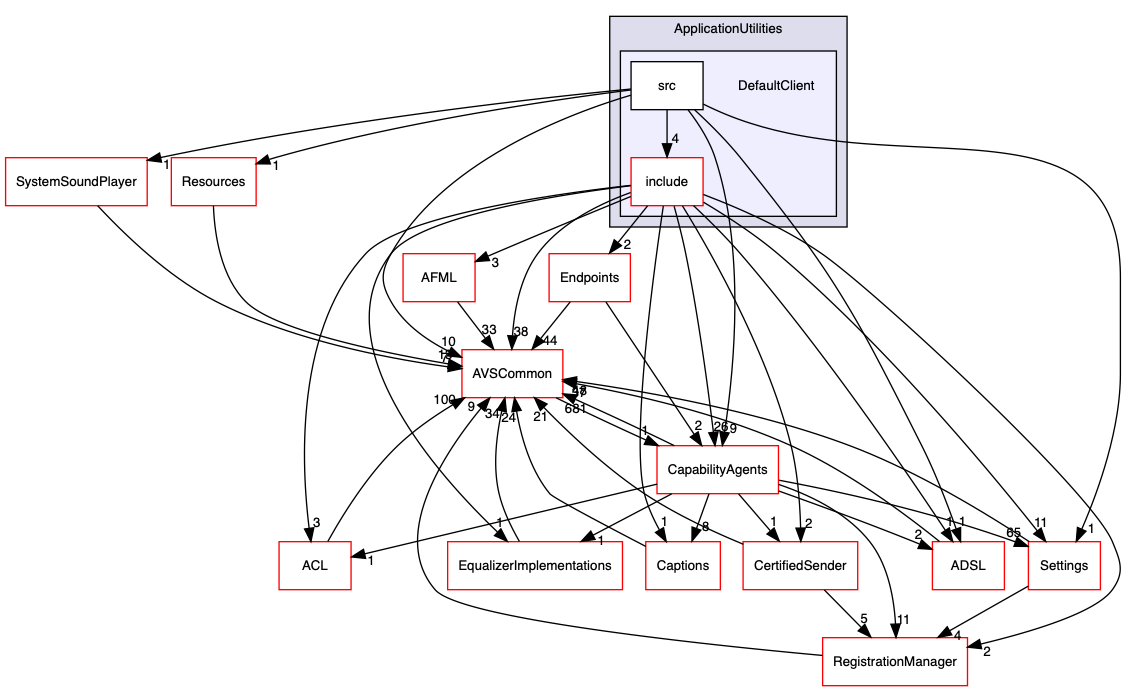 ApplicationUtilities
src
DefaultClient
4
SystemSoundPlayer
1
Resources
1
include
2
AFML
3
Endpoints
33
38
44
10
AVSCommon
100
9
34
24
21
681
1
2
9
CapabilityAgents
3
1
1
1
8
1
2
2
1
1
65
11
1
1
ACL
EqualizerImplementations
Captions
CertifiedSender
ADSL
Settings
5
11
4
2
RegistrationManager